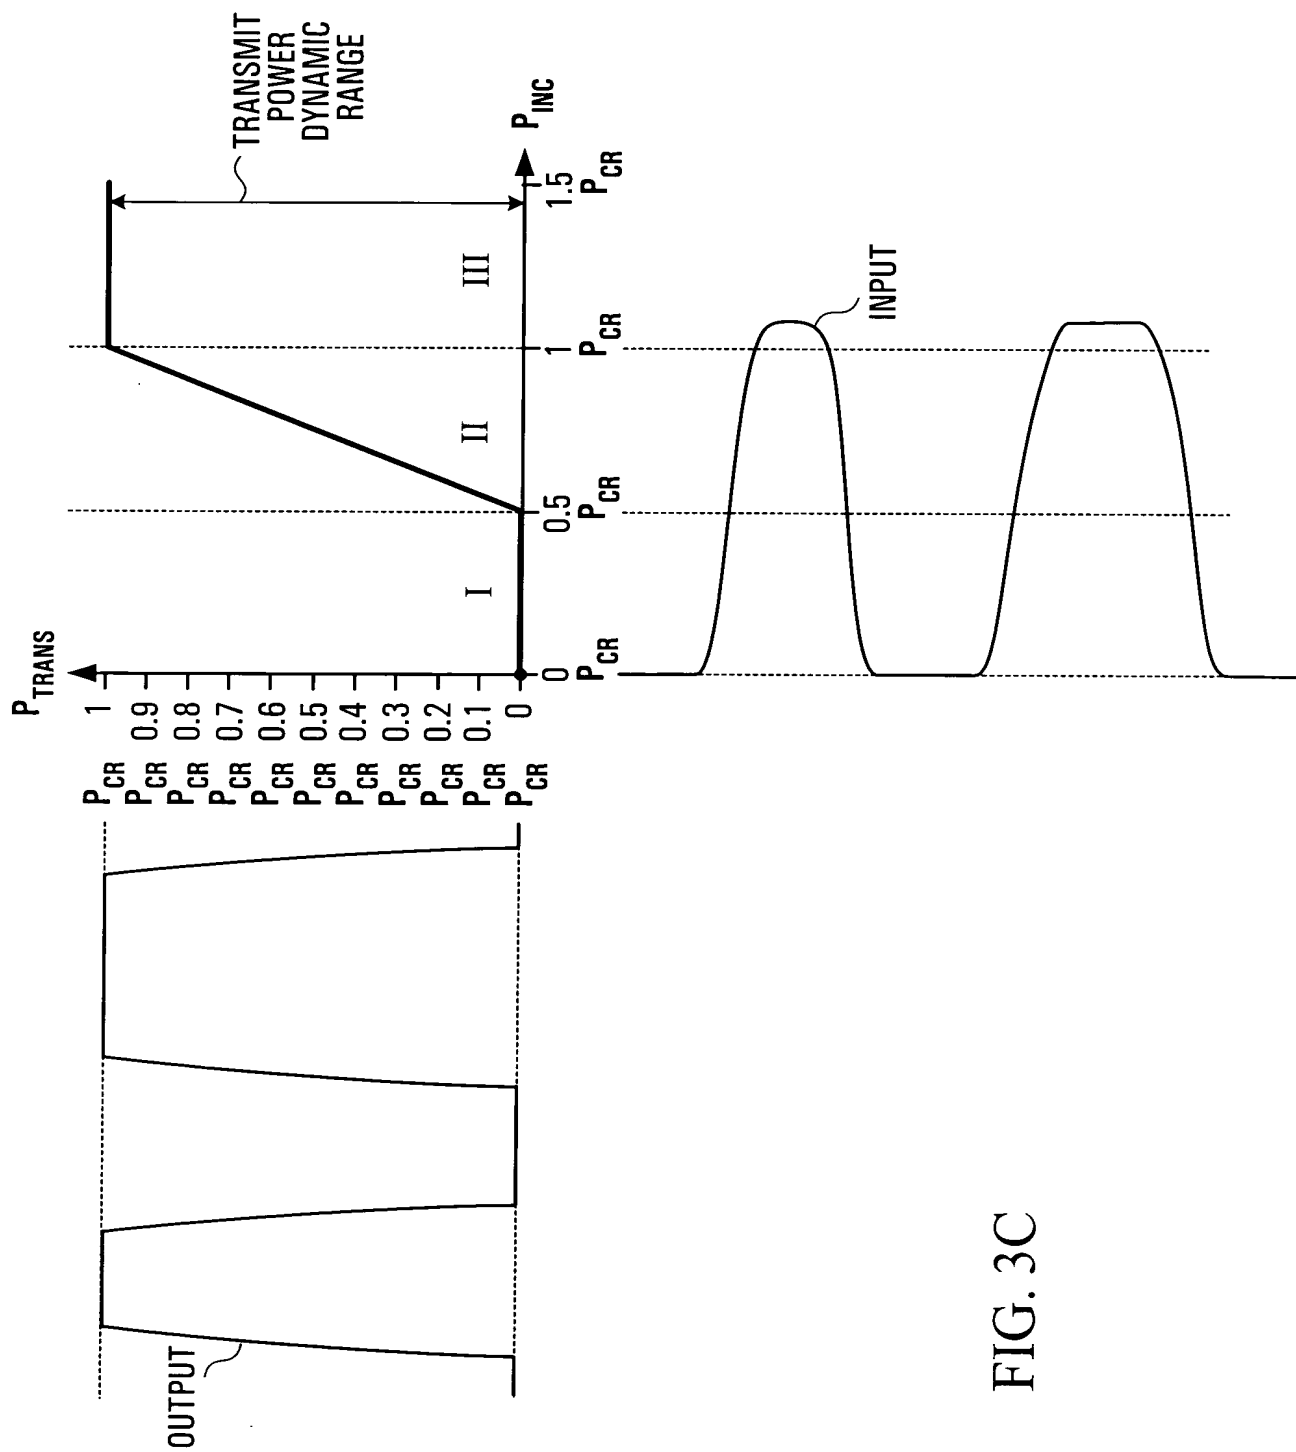 OUTPUT
P_TRANS
1 P_CR
0.9 P_CR
0.8 P_CR
0.7 P_CR
0.6 P_CR
0.5 P_CR
0.4 P_CR
0.3 P_CR
0.2 P_CR
0.1 P_CR
0 P_CR
TRANSMIT
POWER
DYNAMIC
RANGE
I
II
III
0
P_CR
0.5
P_CR
1
P_CR
1.5
P_CR
P_INC
INPUT
FIG. 3C